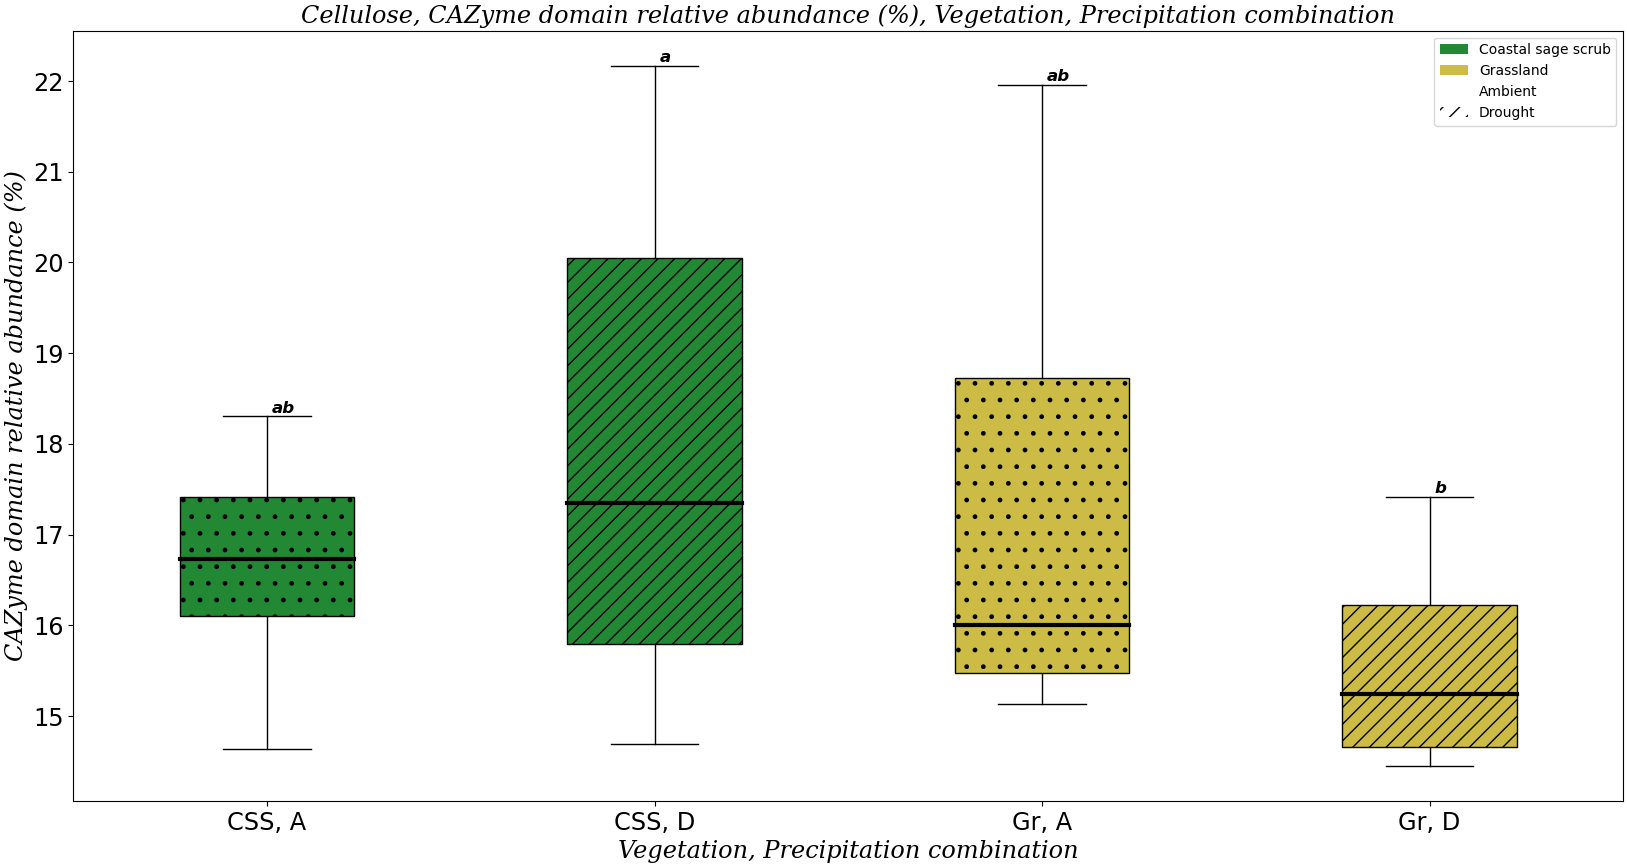 Cellulose, CAZyme domain relative abundance (%), Vegetation, Precipitation combination
Coastal sage scrub
Grassland
Ambient
Drought
CAZyme domain relative abundance (%)
22
21
20
19
18
17
16
15
ab
a
ab
b
CSS, A
CSS, D
Gr, A
Gr, D
Vegetation, Precipitation combination